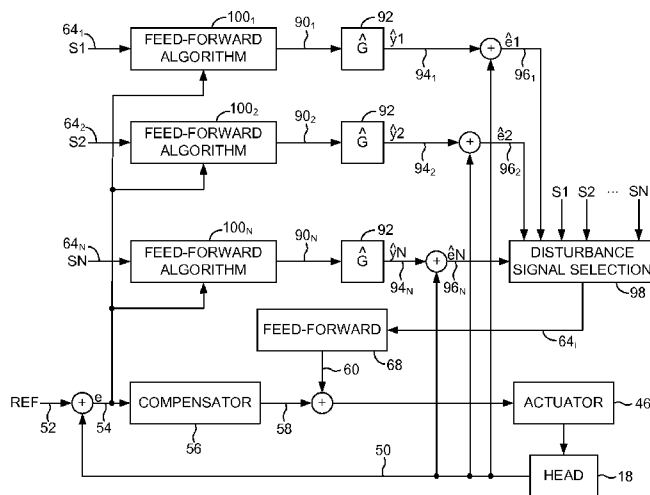 64₁ 100₁ 90₁ 92
S1 FEED-FORWARD ALGORITHM Ĝ ŷ1 94₁ + ê1 96₁
64₂ 100₂ 90₂ 92
S2 FEED-FORWARD ALGORITHM Ĝ ŷ2 94₂ + ê2 96₂
S1 S2 ... SN
64N 100N 90N 92
SN FEED-FORWARD ALGORITHM Ĝ ŷN 94N + êN 96N
DISTURBANCE SIGNAL SELECTION 98
FEED-FORWARD 68 64i
60
REF 52 + e 54 COMPENSATOR 56 58 + ACTUATOR 46
50
HEAD 18